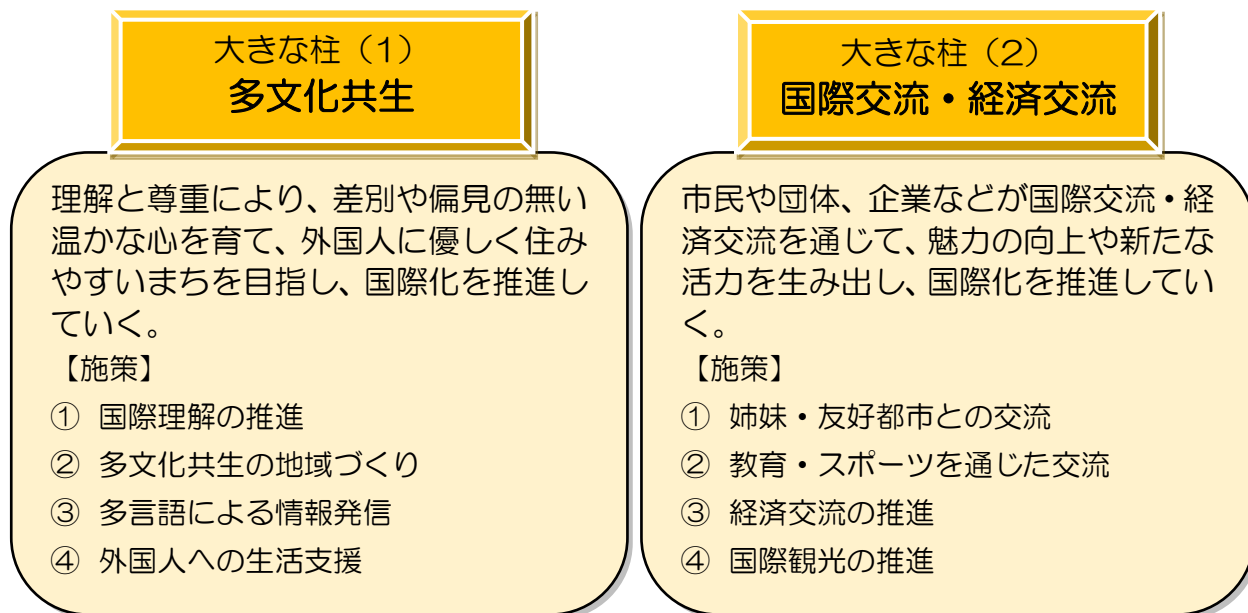 大きな柱（1）
多文化共生
理解と尊重により、差別や偏見の無い
温かな心を育て、外国人に優しく住み
やすいまちを目指し、国際化を推進し
ていく。
【施策】
① 国際理解の推進
② 多文化共生の地域づくり
③ 多言語による情報発信
④ 外国人への生活支援
大きな柱（2）
国際交流・経済交流
市民や団体、企業などが国際交流・経
済交流を通じて、魅力の向上や新たな
活力を生み出し、国際化を推進してい
く。
【施策】
① 姉妹・友好都市との交流
② 教育・スポーツを通じた交流
③ 経済交流の推進
④ 国際観光の推進